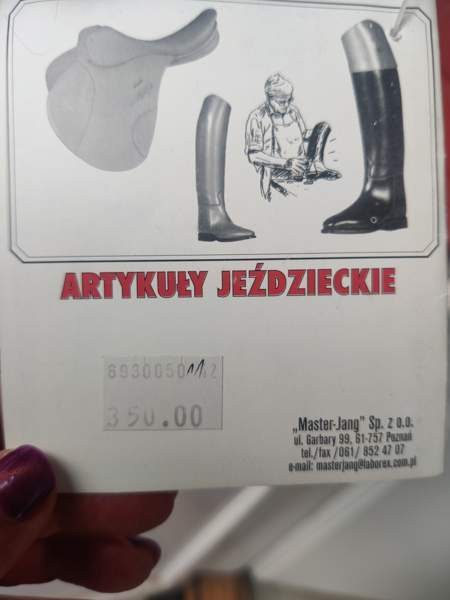 ARTYKUŁY JEŹDZIECKIE
350.00
„Master-Jang" Sp. z o.o.
ul. Garbary 99, 61-757 Poznań
tel./fax /061/ 852 47 07
e-mail: masterjang@laborex.com.pl